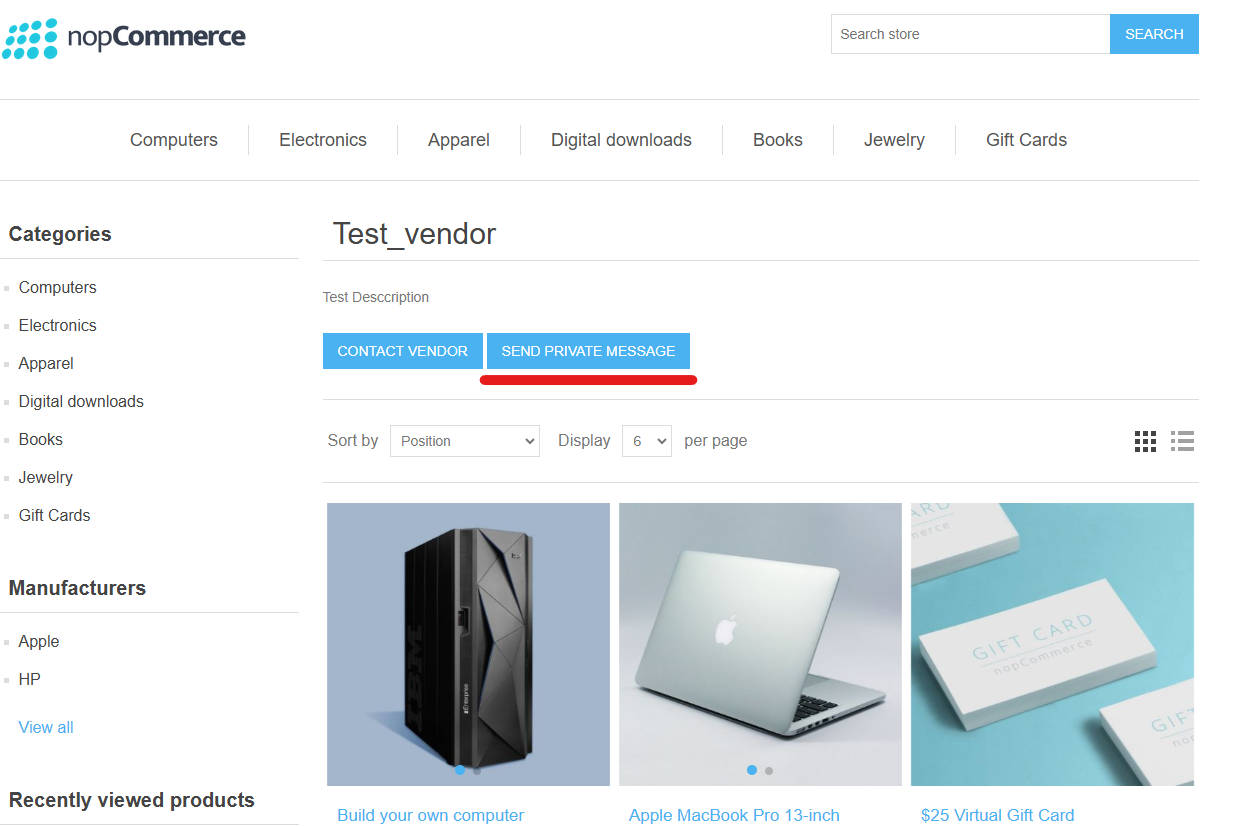 nopCommerce
Search store
SEARCH
Computers
Electronics
Apparel
Digital downloads
Books
Jewelry
Gift Cards
Categories
Computers
Electronics
Apparel
Digital downloads
Books
Jewelry
Gift Cards
Manufacturers
Apple
HP
View all
Recently viewed products
Test_vendor
Test Desccription
CONTACT VENDOR
SEND PRIVATE MESSAGE
Sort by
Position
Display
6
per page
IBM
GIFT CARD
nopCommerce
Build your own computer
Apple MacBook Pro 13-inch
$25 Virtual Gift Card